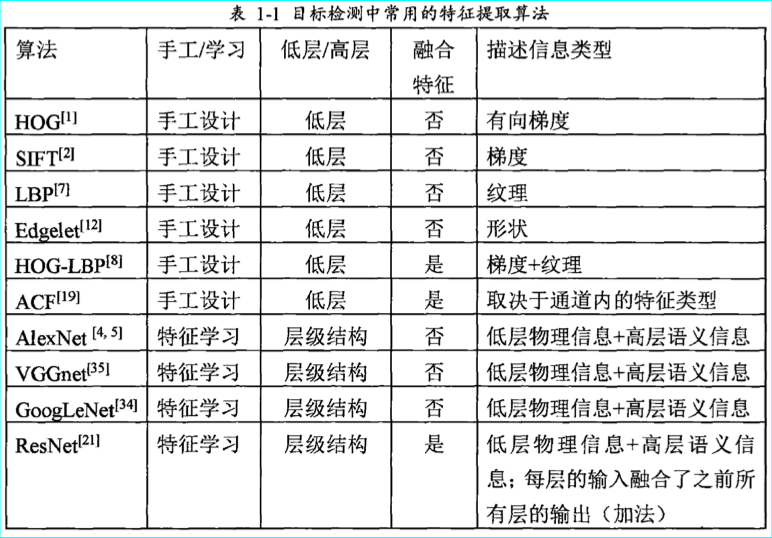 表 1-1 目标检测中常用的特征提取算法
算法 手工/学习 低层/高层 融合 描述信息类型
特征
HOG[1] 手工设计 低层 否 有向梯度
SIFT[2] 手工设计 低层 否 梯度
LBP[7] 手工设计 低层 否 纹理
Edgelet[12] 手工设计 低层 否 形状
HOG-LBP[8] 手工设计 低层 是 梯度+纹理
ACF[19] 手工设计 低层 是 取决于通道内的特征类型
AlexNet [4, 5] 特征学习 层级结构 否 低层物理信息+高层语义信息
VGGnet[35] 特征学习 层级结构 否 低层物理信息+高层语义信息
GoogLeNet[34] 特征学习 层级结构 否 低层物理信息+高层语义信息
ResNet[21] 特征学习 层级结构 是 低层物理信息+高层语义信
息；每层的输入融合了之前所
有层的输出（加法）